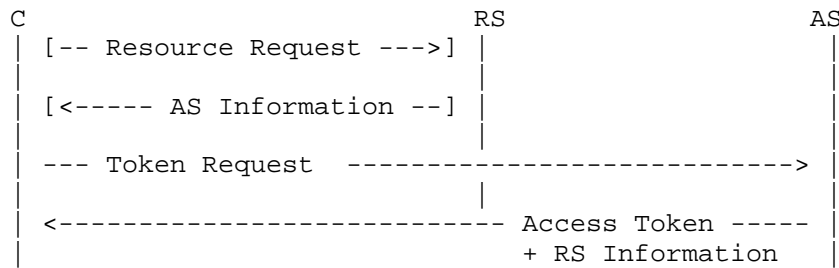 C                            RS                    AS
| [-- Resource Request --->] |                     |
|                            |                     |
| [<----- AS Information --] |                     |
|                            |                     |
| --- Token Request  ----------------------------> |
|                            |                     |
| <---------------------------- Access Token ----- |
|                               + RS Information   |